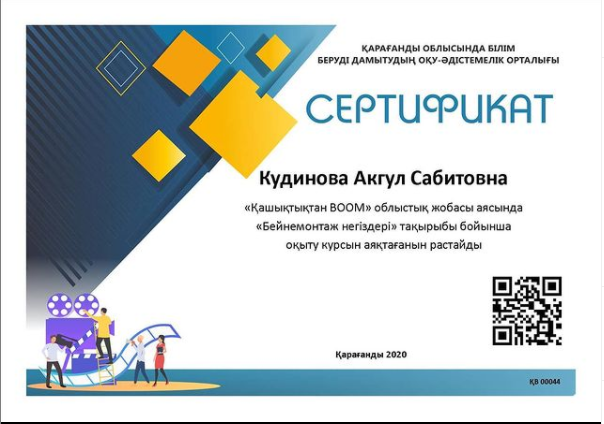 ҚАРАҒАНДЫ ОБЛЫСЫНДА БІЛІМ
БЕРУДІ ДАМЫТУДЫҢ ОҚУ-ӘДІСТЕМЕЛІК ОРТАЛЫҒЫ
СЕРТИФИКАТ
Кудинова Акгул Сабитовна
«Қашықтықтан BOOM» облыстық жобасы аясында
«Бейнемонтаж негіздері» тақырыбы бойынша
оқыту курсын аяқтағанын растайды
Қарағанды 2020
ҚВ 00044